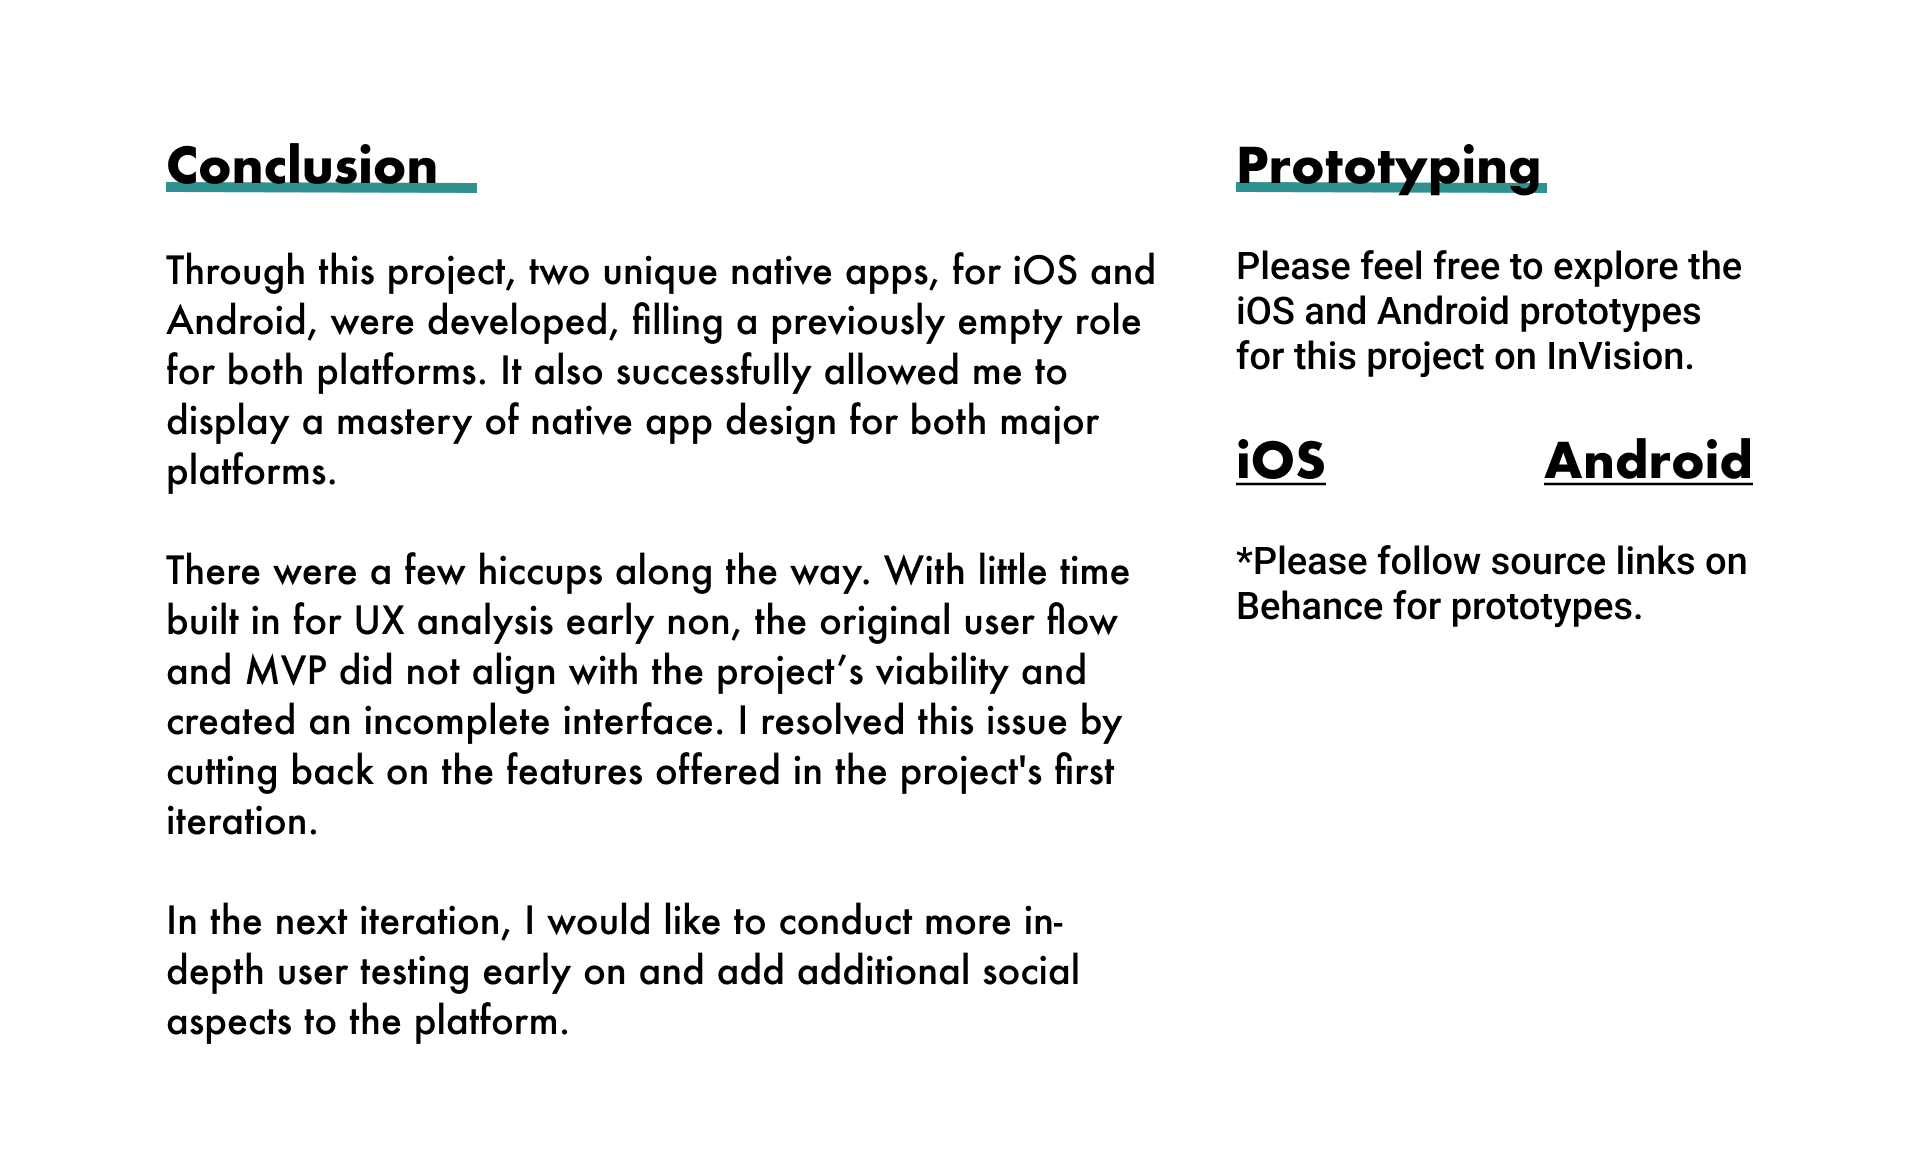 Conclusion
Through this project, two unique native apps, for iOS and
Android, were developed, filling a previously empty role
for both platforms. It also successfully allowed me to
display a mastery of native app design for both major
platforms.
There were a few hiccups along the way. With little time
built in for UX analysis early non, the original user flow
and MVP did not align with the project’s viability and
created an incomplete interface. I resolved this issue by
cutting back on the features offered in the project's first
iteration.
In the next iteration, I would like to conduct more in-
depth user testing early on and add additional social
aspects to the platform.
Prototyping
Please feel free to explore the
iOS and Android prototypes
for this project on InVision.
iOS Android
*Please follow source links on
Behance for prototypes.